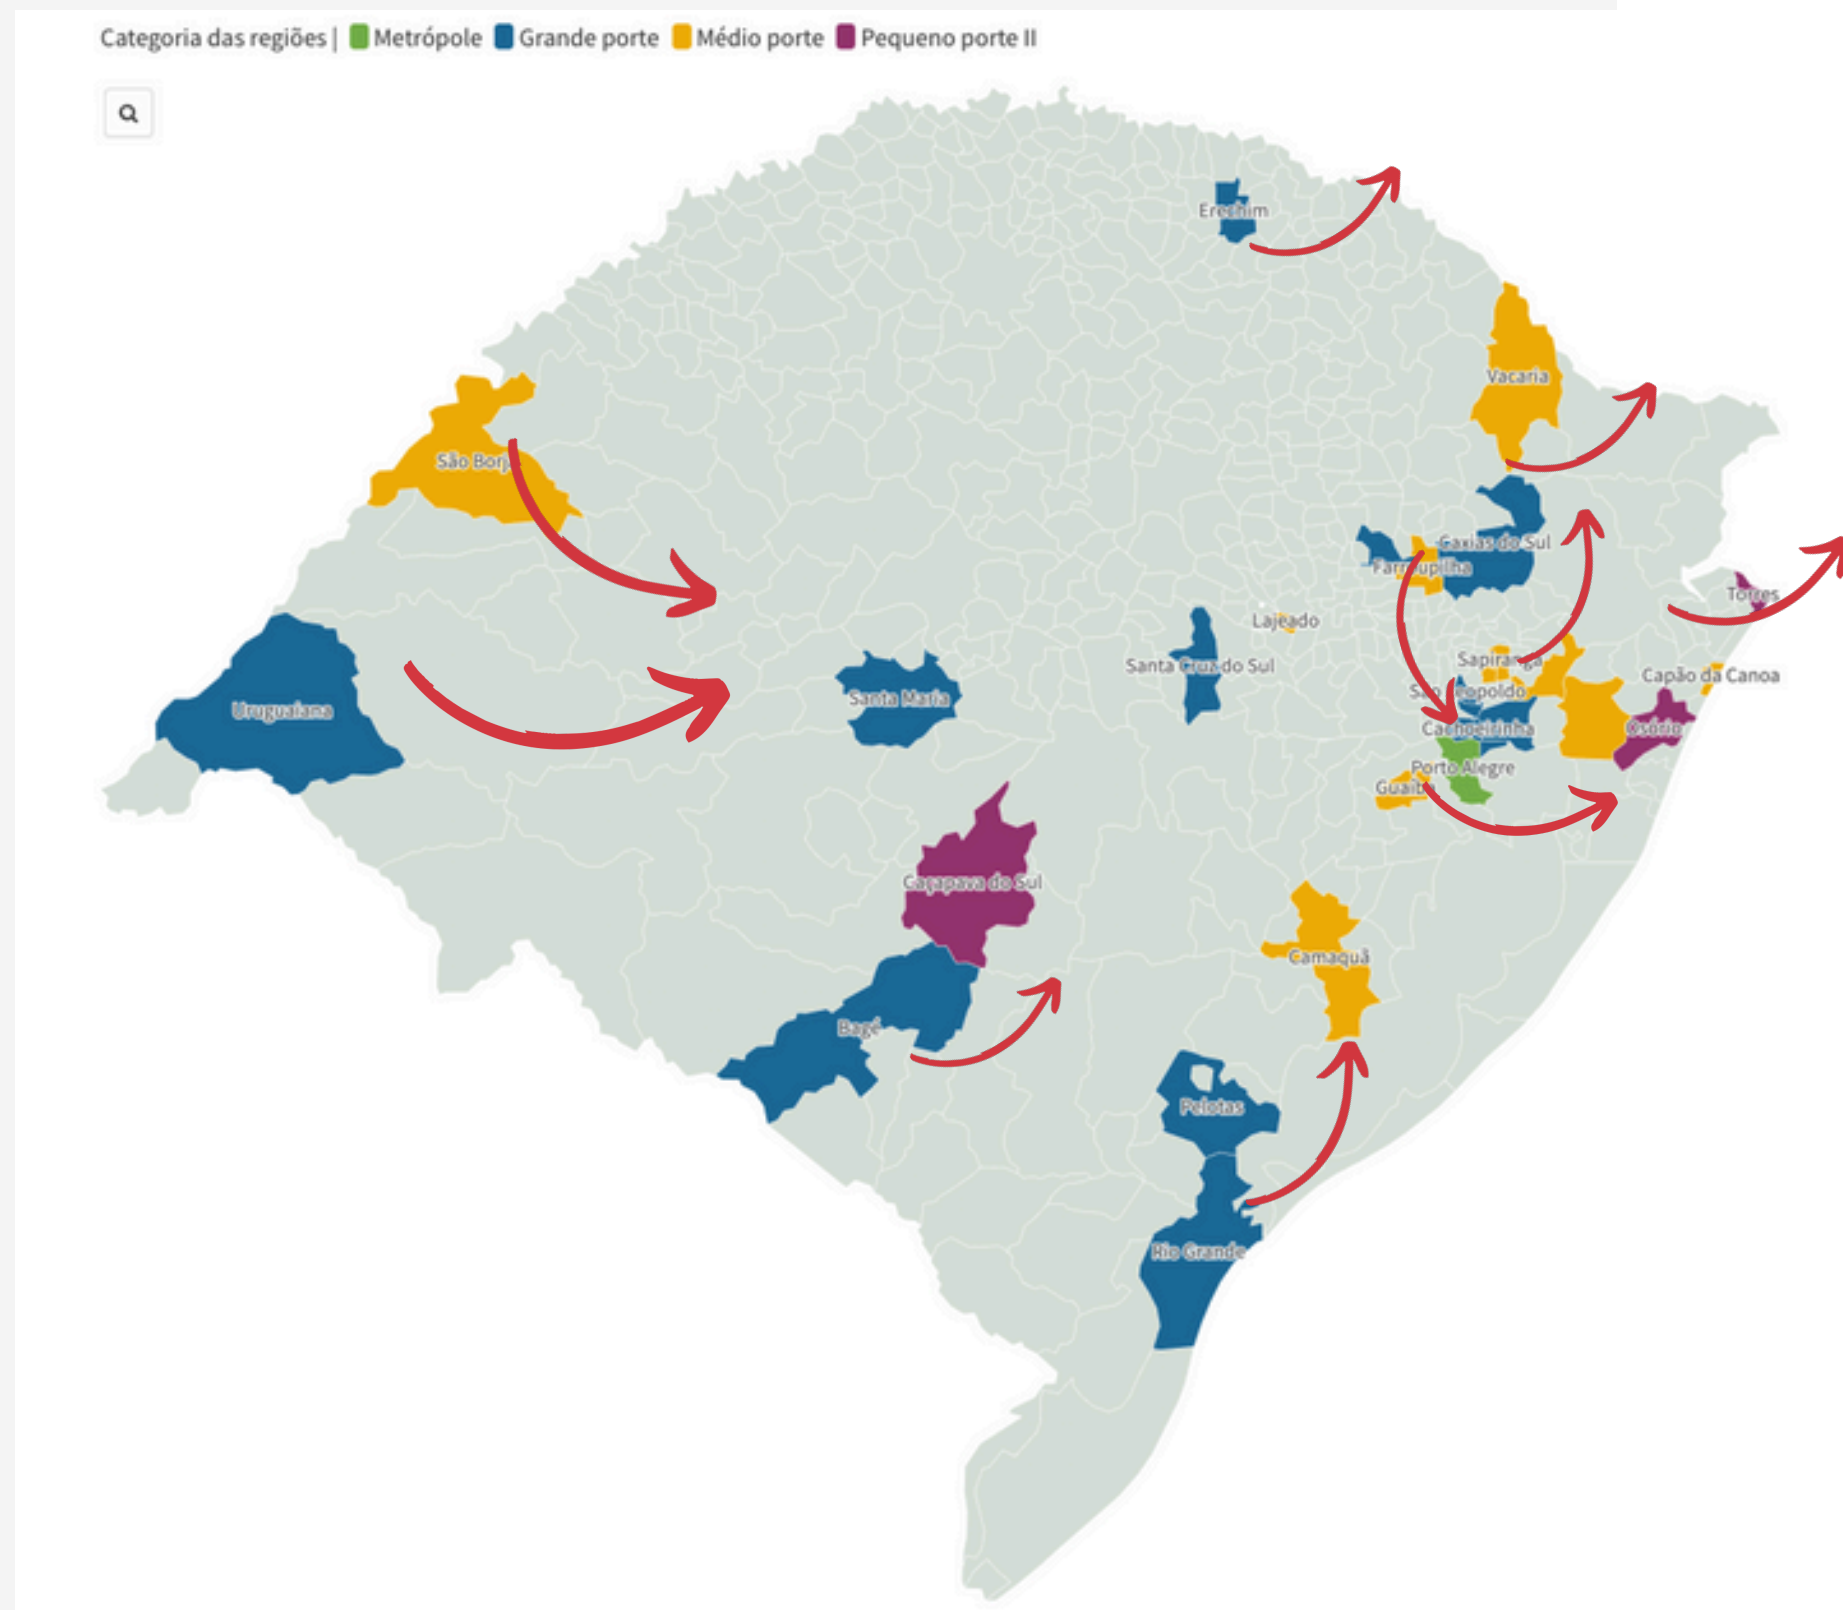 Categoria das regiões | Metrópole Grande porte Médio porte Pequeno porte II
Erechim
Vacaria
São Borja
Caxias do Sul
Farroupilha
Torres
Lajeado
Santa Cruz do Sul
Sapiranga
Capão da Canoa
São Leopoldo
Santa Maria
Uruguaiana
Cachoeirinha
Osório
Porto Alegre
Guaíba
Caçapava do Sul
Camaquã
Bagé
Pelotas
Rio Grande